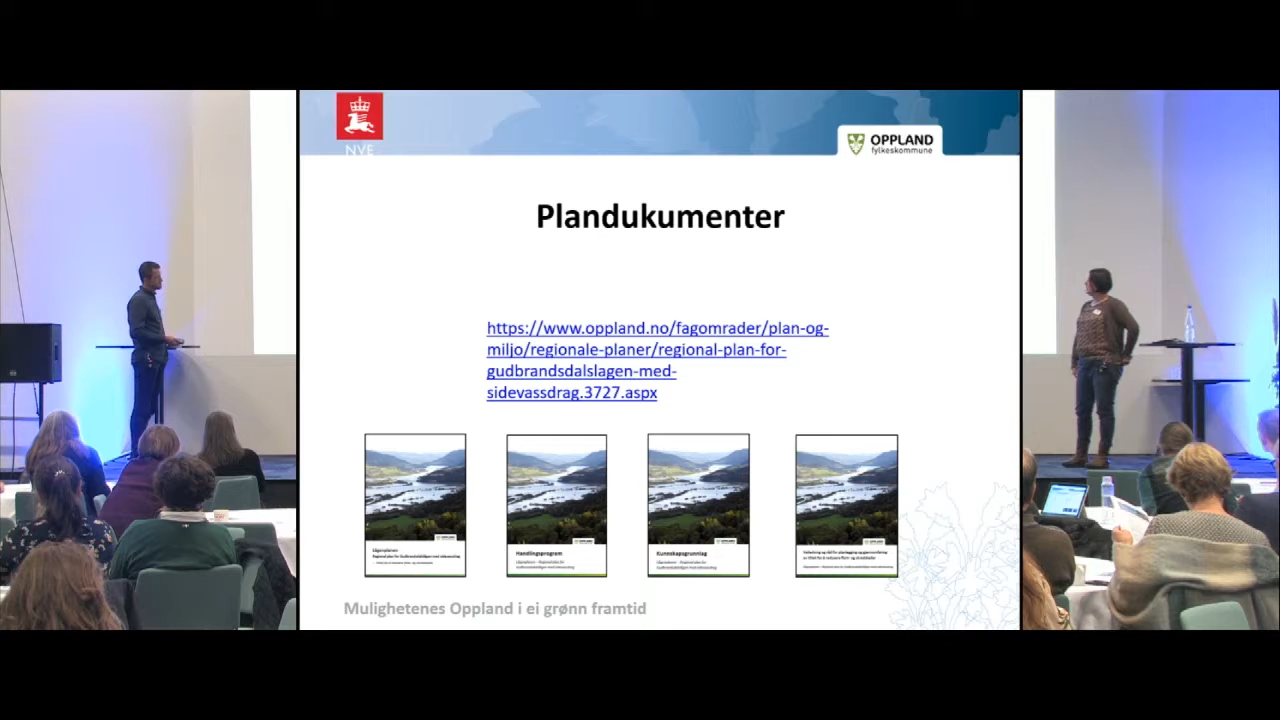 NVE
OPPLAND
fylkeskommune
Plandukumenter
https://www.oppland.no/fagomrader/plan-og-
miljo/regionale-planer/regional-plan-for-
gudbrandsdalslagen-med-
sidevassdrag.3727.aspx
Handlingsprogram
Kunnskapsgrunnlag
Mulighetenes Oppland i ei grønn framtid